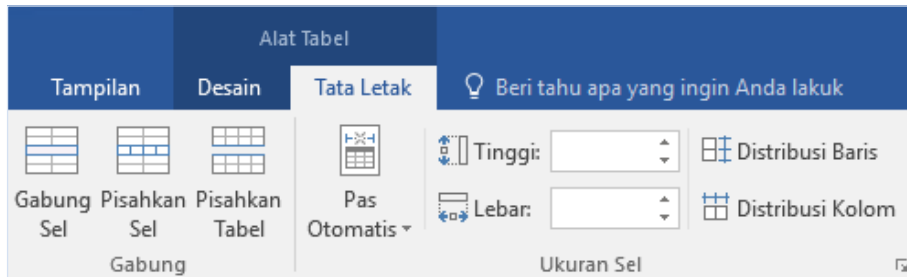 Alat Tabel
Tampilan Desain Tata Letak Beri tahu apa yang ingin Anda lakuk
Gabung Sel
Pisahkan Sel
Pisahkan Tabel
Pas Otomatis
Tinggi:
Lebar:
Distribusi Baris
Distribusi Kolom
Gabung
Ukuran Sel